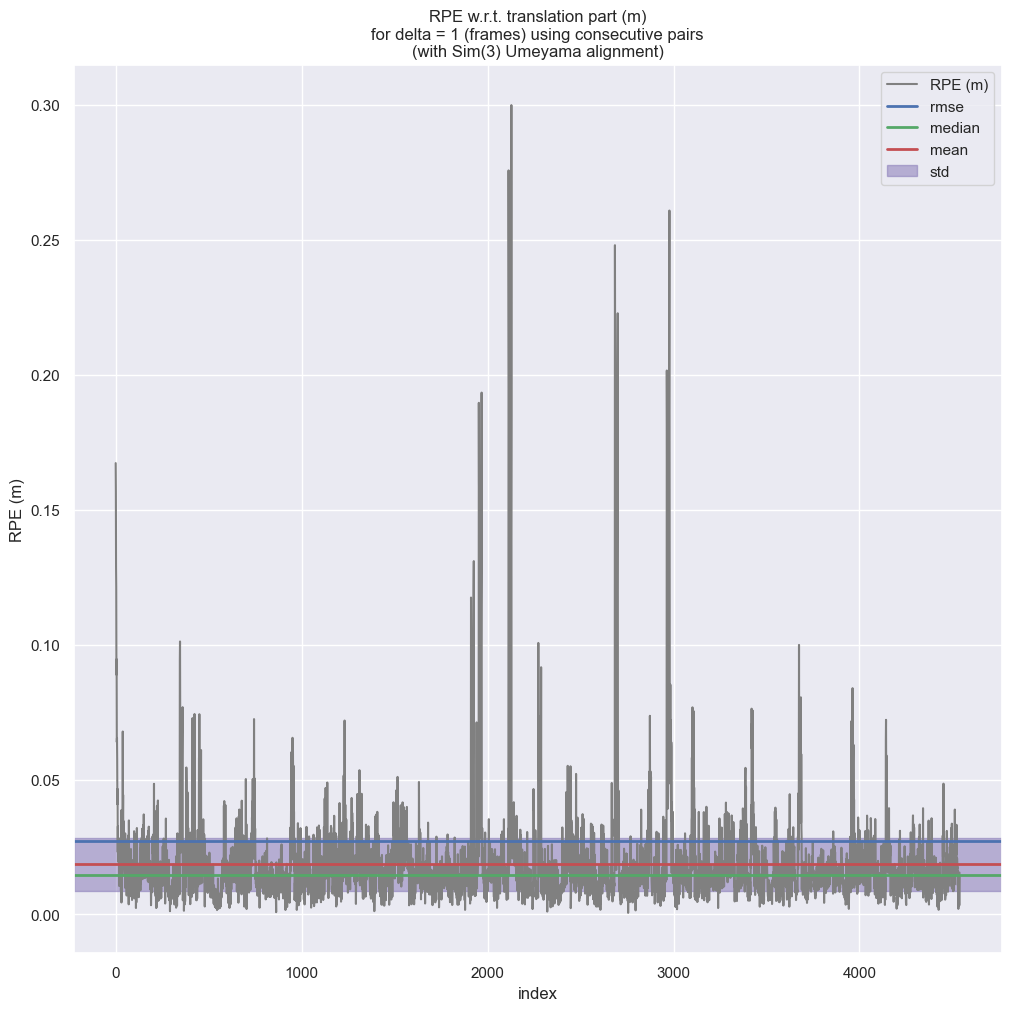 RPE w.r.t. translation part (m)
for delta = 1 (frames) using consecutive pairs
(with Sim(3) Umeyama alignment)
RPE (m)
rmse
median
mean
std
0.30
0.25
0.20
0.15
0.10
0.05
0.00
RPE (m)
0
1000
2000
3000
4000
index